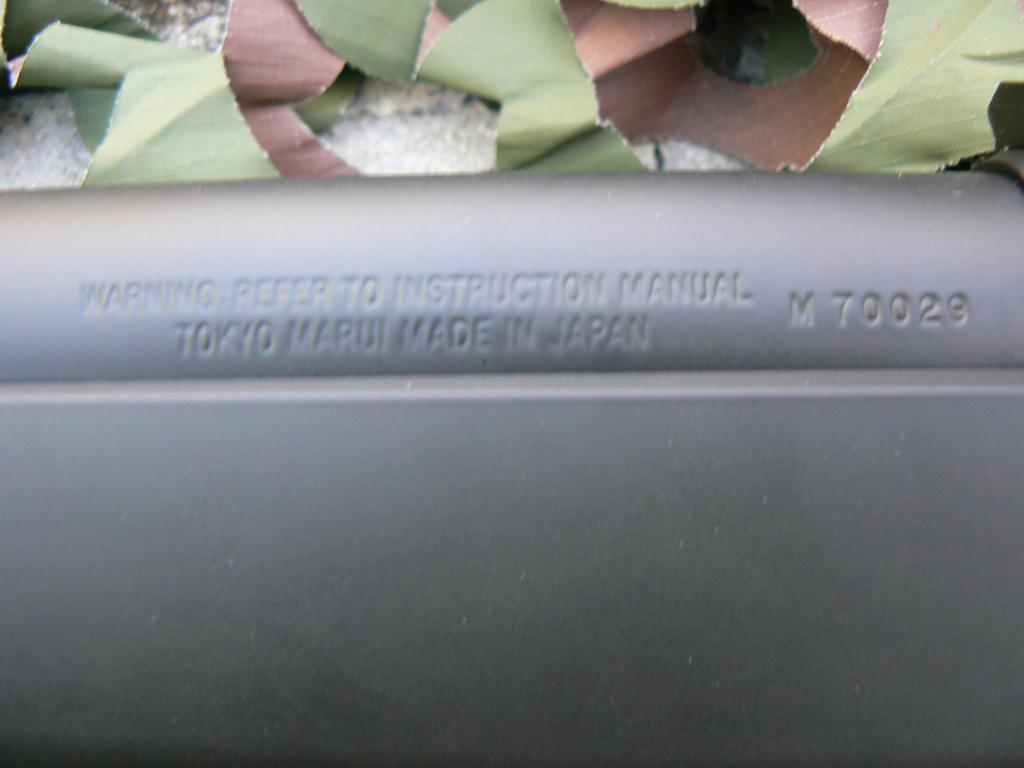 WARNING-REFER TO INSTRUCTION MANUAL
TOKYO MARUI MADE IN JAPAN
M 70029